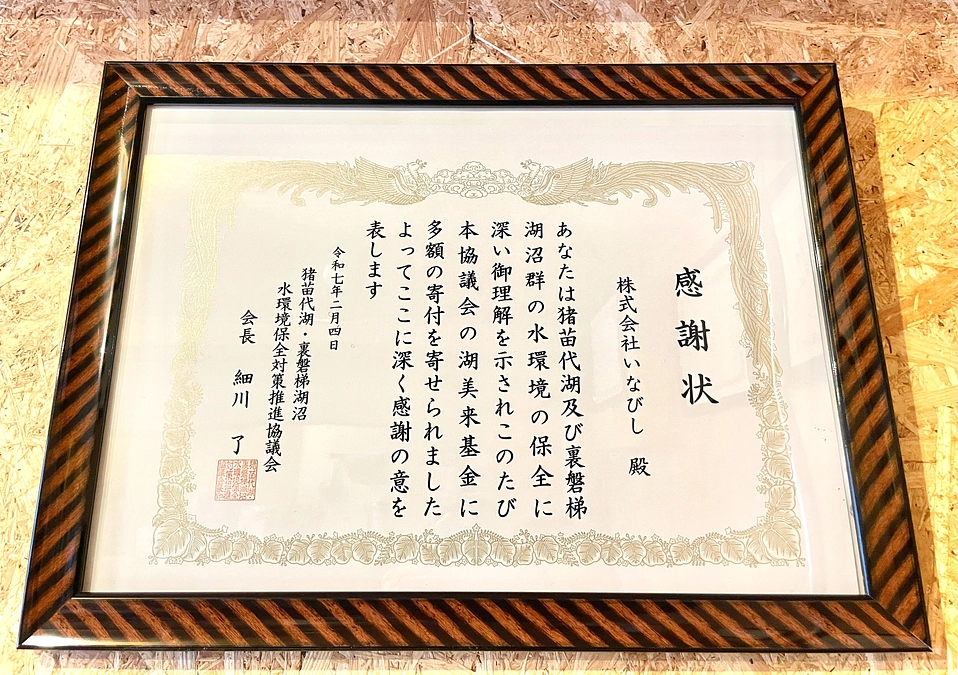 感謝状
株式会社いなびし 殿
あなたは猪苗代湖及び裏磐梯
湖沼群の水環境の保全に
深い御理解を示されこのたび
本協議会の湖美来基金に
多額の寄付を寄せられました
よってここに深く感謝の意を
表します
令和七年二月四日
猪苗代湖・裏磐梯湖沼
水環境保全対策推進協議会
会長 細川 了